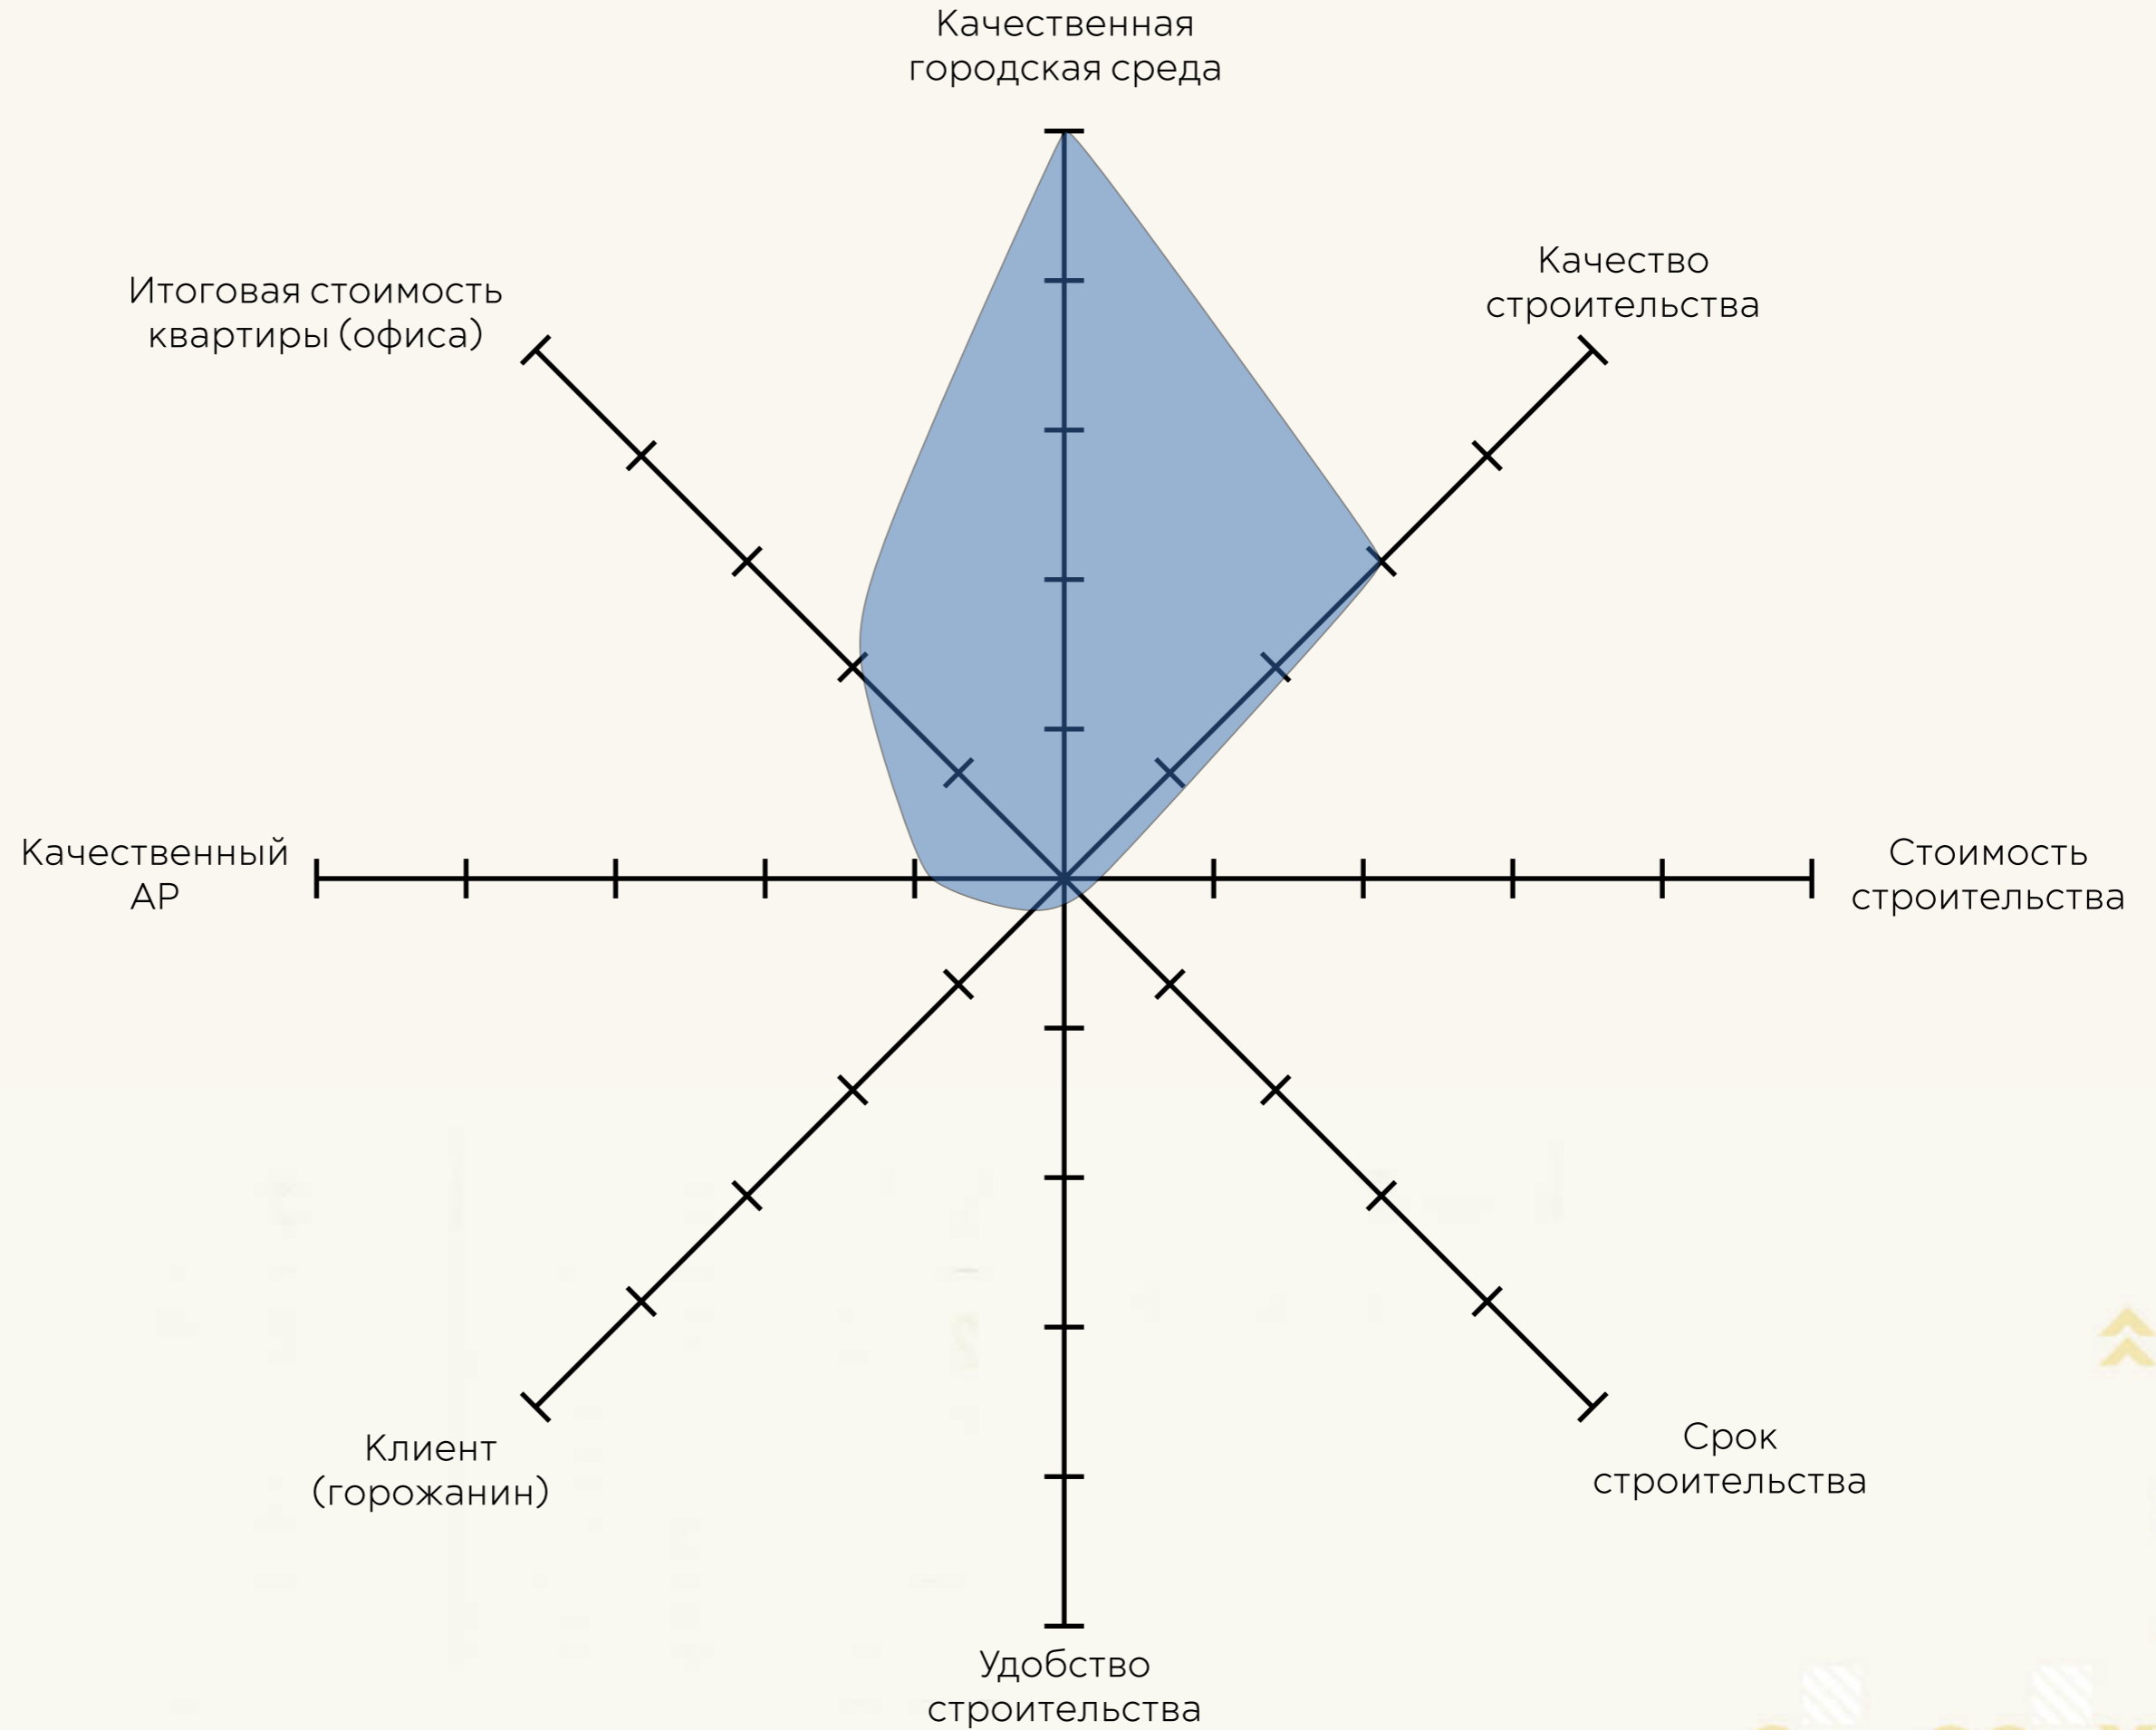 Качественная
городская среда
Качество
строительства
Итоговая стоимость
квартиры (офиса)
Качественный
АР
Стоимость
строительства
Клиент
(горожанин)
Срок
строительства
Удобство
строительства